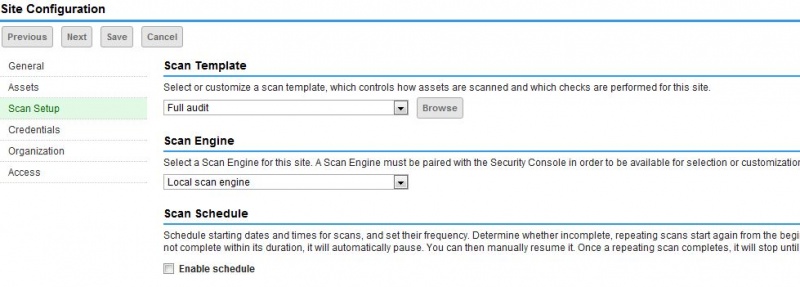 Site Configuration
Previous Next Save Cancel
General
Assets
Scan Setup
Credentials
Organization
Access
Scan Template
Select or customize a scan template, which controls how assets are scanned and which checks are performed for this site.
Full audit Browse
Scan Engine
Select a Scan Engine for this site. A Scan Engine must be paired with the Security Console in order to be available for selection or customization
Local scan engine
Scan Schedule
Schedule starting dates and times for scans, and set their frequency. Determine whether incomplete, repeating scans start again from the begi
not complete within its duration, it will automatically pause. You can then manually resume it. Once a repeating scan completes, it will stop until
Enable schedule